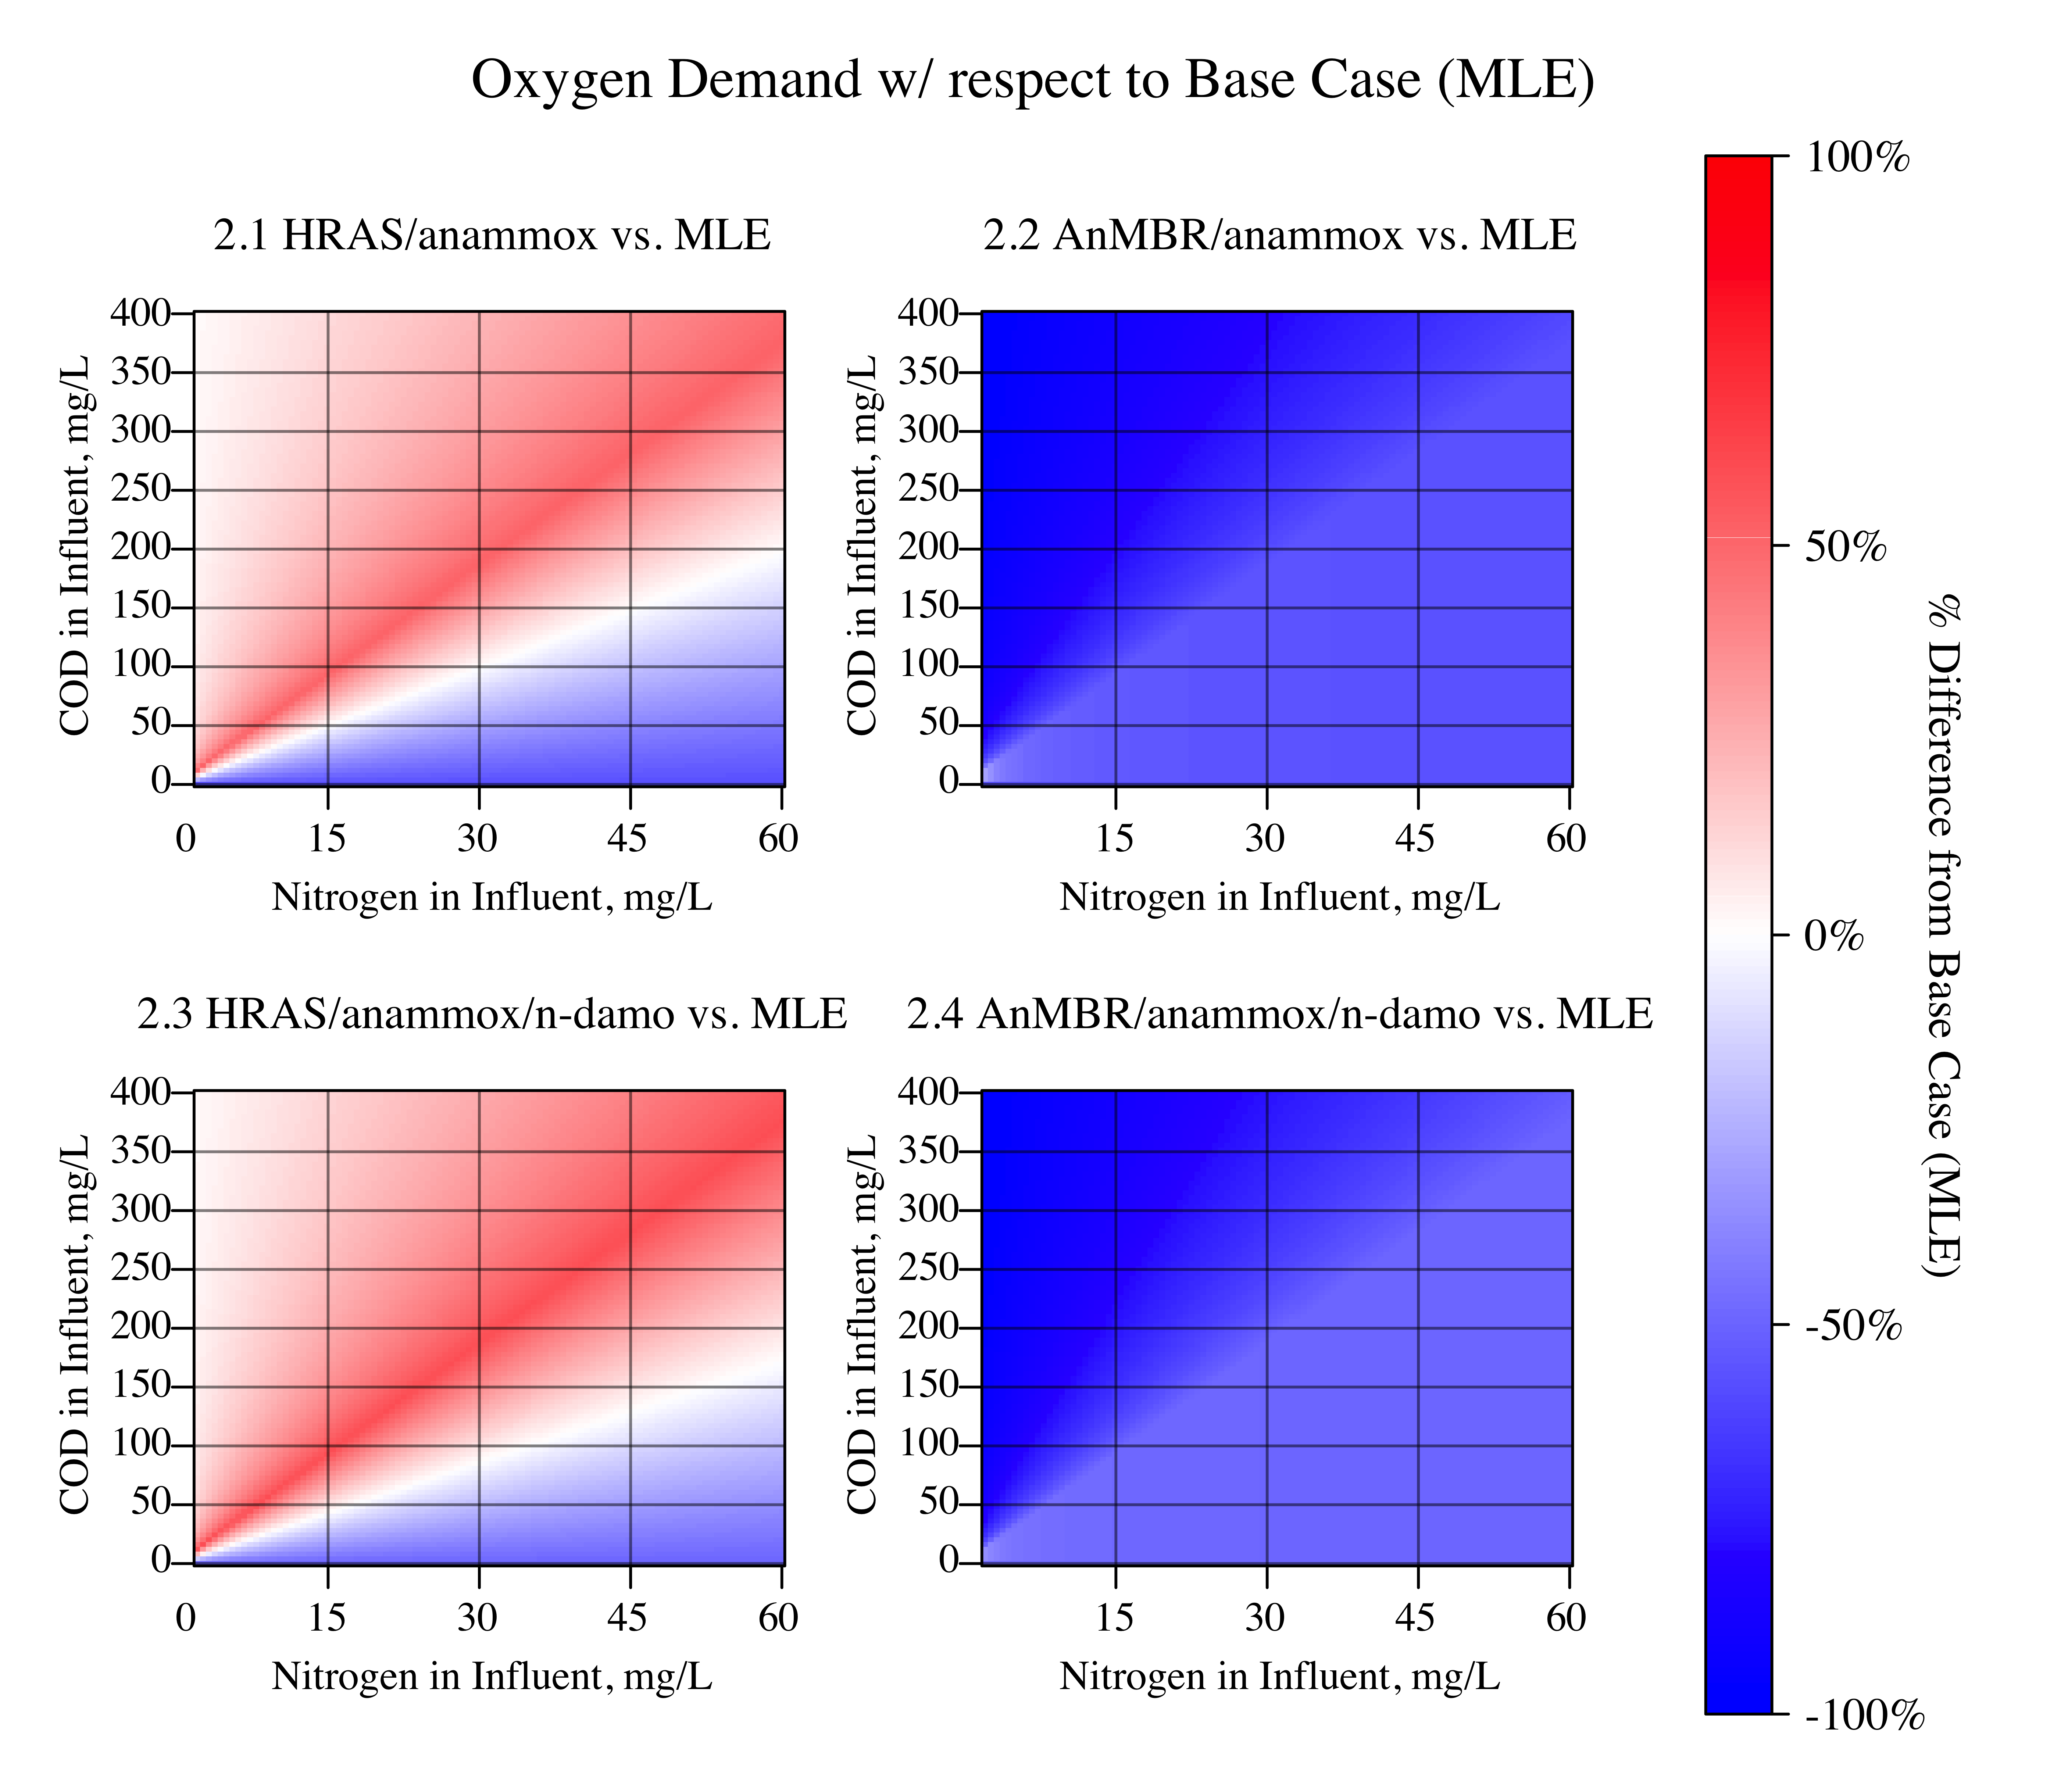 Oxygen Demand w/ respect to Base Case (MLE)
2.1 HRAS/anammox vs. MLE
400
350
300
250
200
150
100
50
0
COD in Influent, mg/L
0 15 30 45 60
Nitrogen in Influent, mg/L
2.2 AnMBR/anammox vs. MLE
400
350
300
250
200
150
100
50
0
COD in Influent, mg/L
15 30 45 60
Nitrogen in Influent, mg/L
2.3 HRAS/anammox/n-damo vs. MLE
400
350
300
250
200
150
100
50
0
COD in Influent, mg/L
0 15 30 45 60
Nitrogen in Influent, mg/L
2.4 AnMBR/anammox/n-damo vs. MLE
400
350
300
250
200
150
100
50
0
COD in Influent, mg/L
15 30 45 60
Nitrogen in Influent, mg/L
100%
50%
0%
-50%
-100%
% Difference from Base Case (MLE)